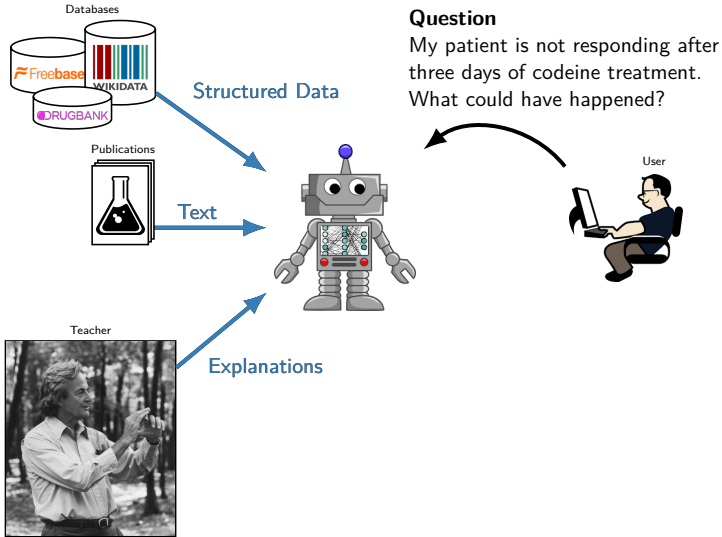 Databases
Freebase
WIKIDATA
DRUGBANK
Structured Data
Publications
Text
Teacher
Explanations
Question
My patient is not responding after
three days of codeine treatment.
What could have happened?
User